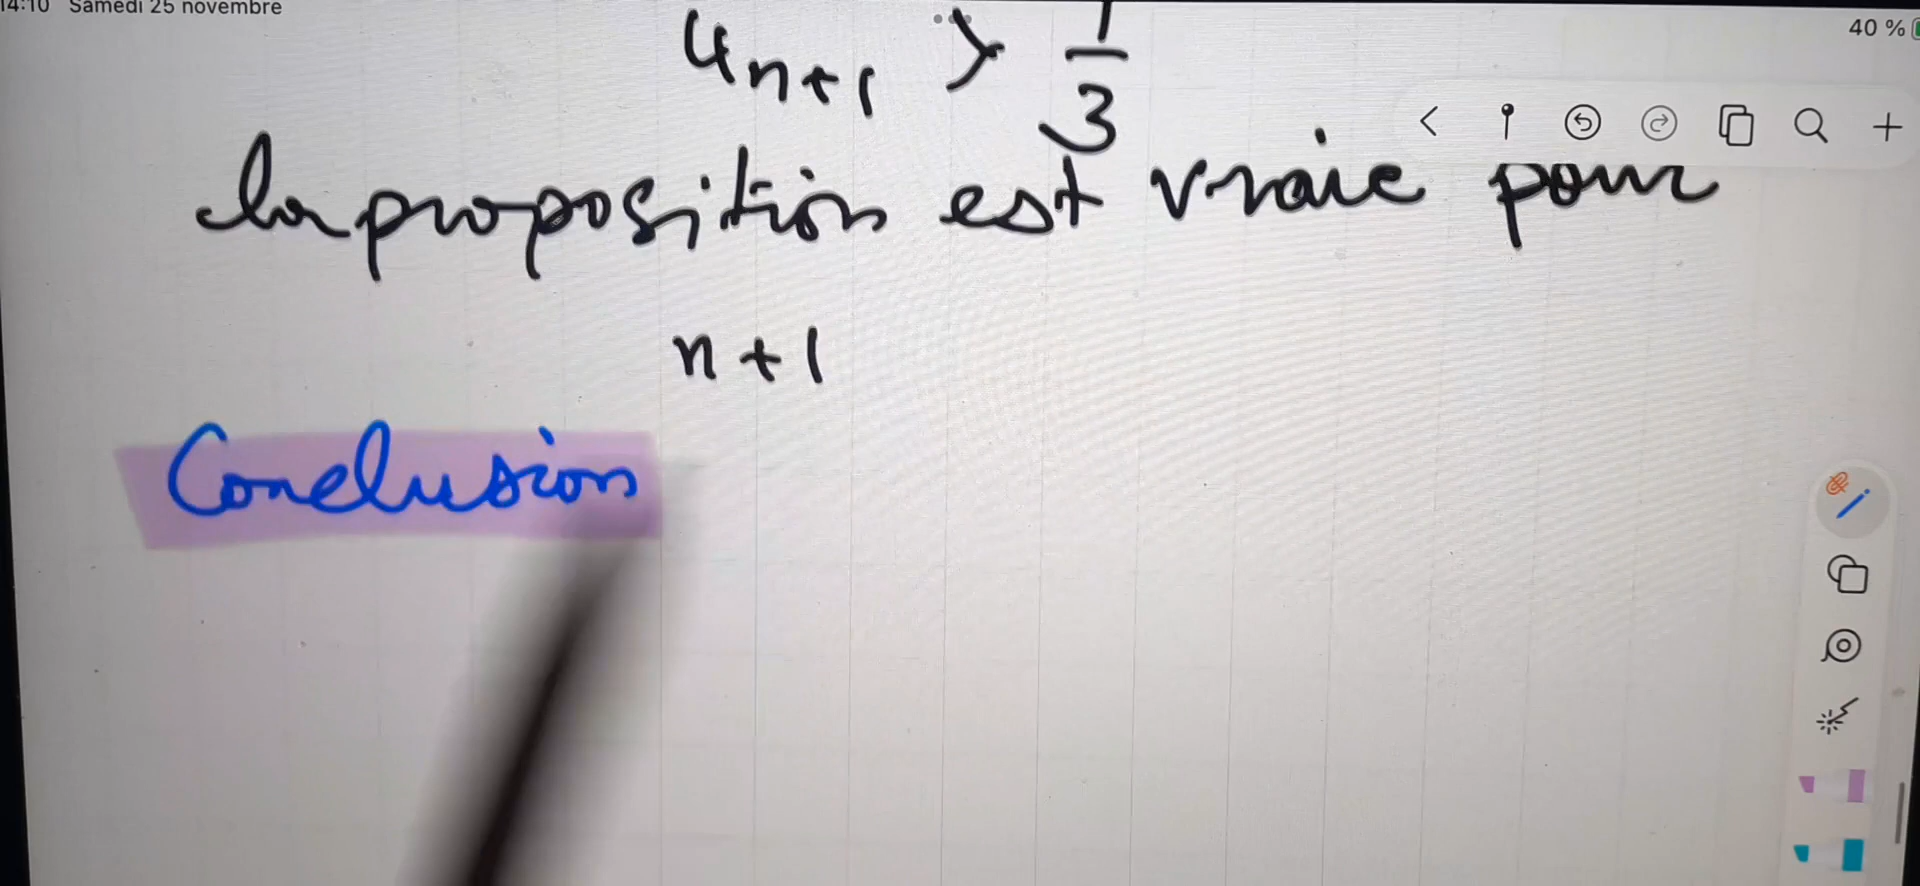 14:10 Samedi 25 novembre
40 %
u_{n+1} > 1/3
la proposition est vraie pour
n + 1
Conclusion